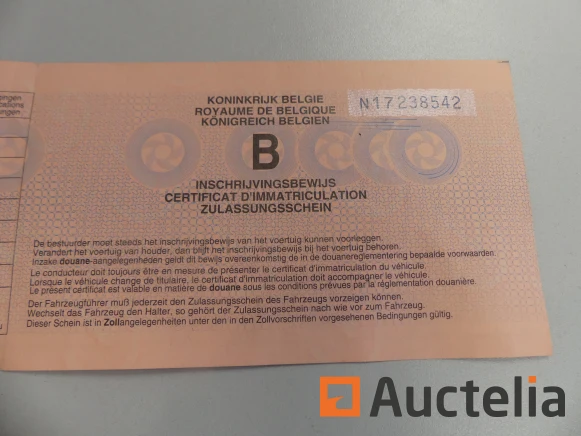 KONINKRIJK BELGIE
ROYAUME DE BELGIQUE
KÖNIGREICH BELGIEN
N17238542
B
INSCHRIJVINGSBEWIJS
CERTIFICAT D'IMMATRICULATION
ZULASSUNGSSCHEIN
De bestuurder moet steeds het inschrijvingsbewijs van het voertuig kunnen voorleggen.
Verandert het voertuig van houder, dan blijft het inschrijvingsbewijs bij het voertuig behoren.
Inzake douane-aangelegenheden geldt dit bewijs overeenkomstig de in de douanereglementering bepaalde voorwaarden.
Le conducteur doit toujours être en mesure de présenter le certificat d'immatriculation du véhicule.
Lorsque le véhicule change de titulaire, le certificat d'immatriculation doit accompagner le véhicule.
Le présent certificat est valable en matière de douane sous les conditions prévues par la réglementation douanière.
Der Fahrzeugführer muß jederzeit den Zulassungsschein des Fahrzeugs vorzeigen können.
Wechselt das Fahrzeug den Halter, so gehört der Zulassungsschein nach wie vor zum Fahrzeug.
Dieser Schein ist in Zollangelegenheiten unter den in den Zollvorschriften vorgesehenen Bedingungen gültig.
Auctelia